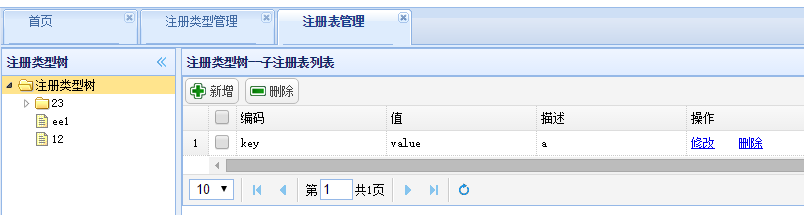 首页 注册类型管理 注册表管理
注册类型树
注册类型树
23
ee1
12
注册类型树—子注册表列表
新增 删除
编码 值 描述 操作
1 key value a 修改 删除
10 第 1 共1页